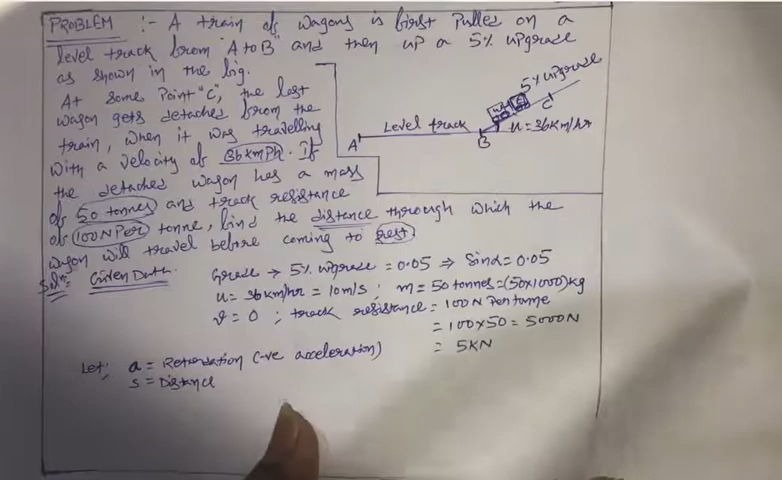 PROBLEM :- A train of wagons is first pulled on a
level track from "A to B" and then up a 5% upgrade
as shown in the fig.
At some Point "C", the last
wagon gets detached from the
train, when it was travelling
with a velocity of 36kmPh. If
the detached wagon has a mass
of 50 tonnes and track resistance
of 100N Per tonne, find the distance through which the
wagon will travel before coming to rest
5% upgrade
C
u = 36Km/hr
Level track
A
B
Solⁿ Given Data.
Grade → 5% upgrade = 0.05 ⇒ Sinα = 0.05
u = 36km/hr = 10m/s ; m = 50 tonnes = (50x1000)kg
v = 0 ; track resistance = 100N Per tonne
= 100x50 = 5000N
= 5KN
Let; a = Retardation (-ve acceleration)
s = Distance